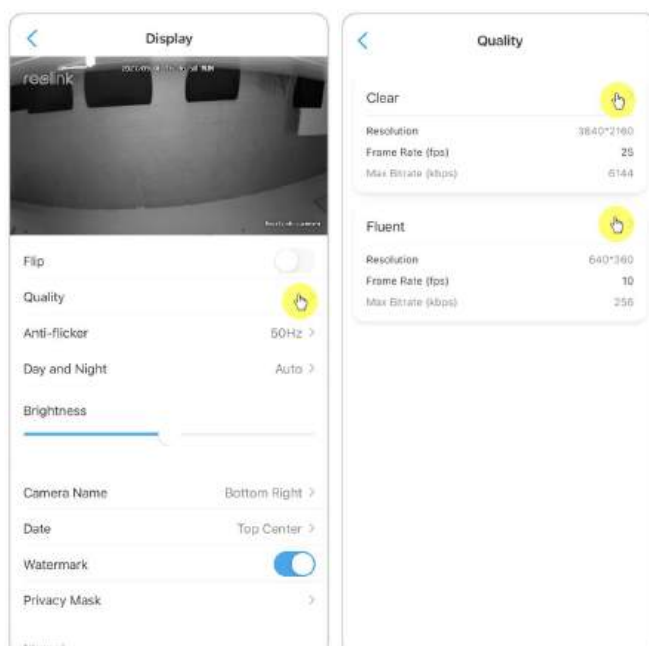 Display
reolink
Flip
Quality
Anti-flicker 50Hz
Day and Night Auto
Brightness
Camera Name Bottom Right
Date Top Center
Watermark
Privacy Mask
Quality
Clear
Resolution 3840*2160
Frame Rate (fps) 25
Max Bitrate (kbps) 6144
Fluent
Resolution 640*360
Frame Rate (fps) 10
Max Bitrate (kbps) 256